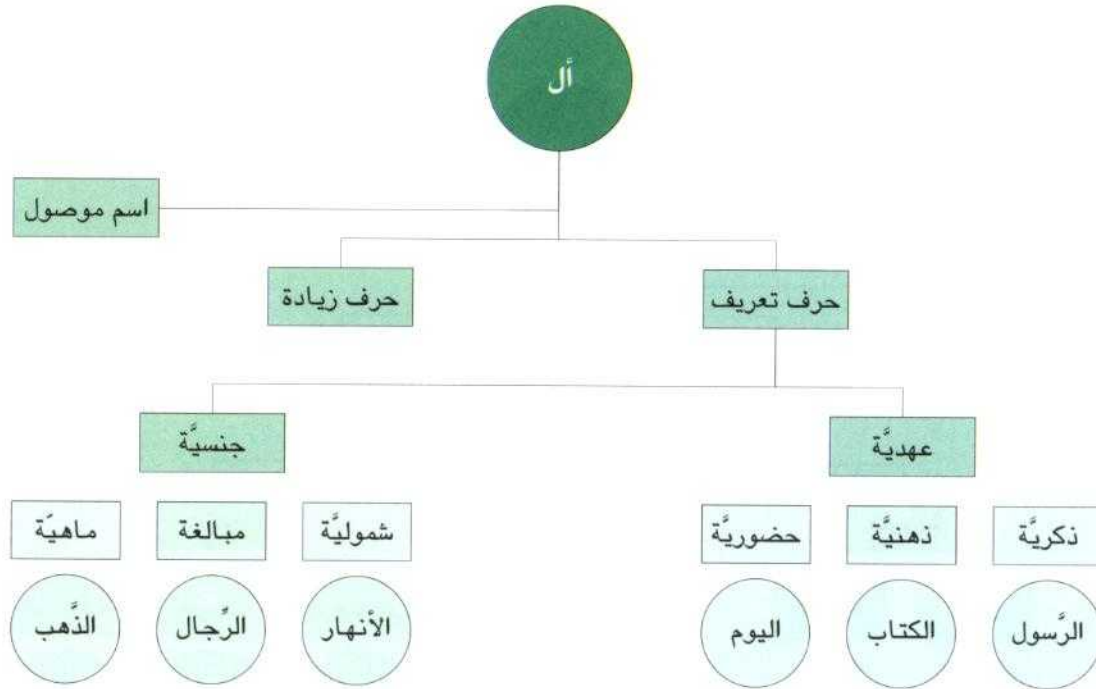 أل
اسم موصول
حرف تعريف
حرف زيادة
عهديَّة
جنسيَّة
ذكريَّة
ذهنيَّة
حضوريَّة
شموليَّة
مبالغة
ماهيّة
الرَّسول
الكتاب
اليوم
الأنهار
الرِّجال
الذَّهب